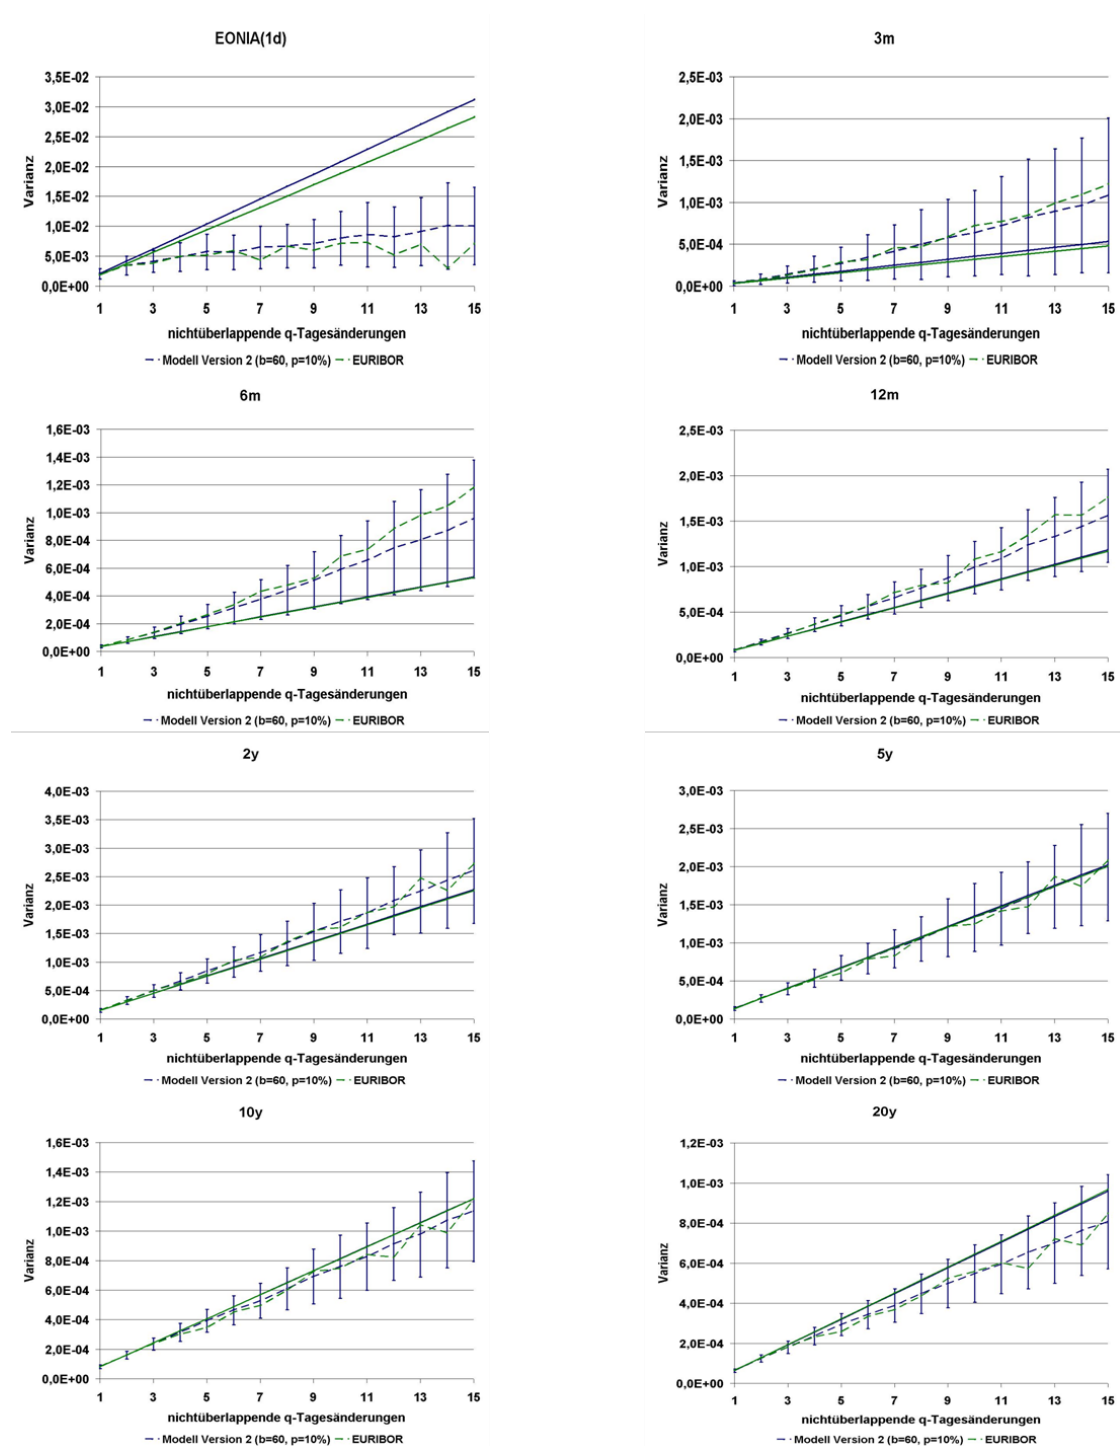 EONIA(1d)
3,5E-02
3,0E-02
2,5E-02
2,0E-02
1,5E-02
1,0E-02
5,0E-03
0,0E+00
Varianz
1 3 5 7 9 11 13 15
nichtüberlappende q-Tagesänderungen
Modell Version 2 (b=60, p=10%) EURIBOR
3m
2,5E-03
2,0E-03
1,5E-03
1,0E-03
5,0E-04
0,0E+00
Varianz
1 3 5 7 9 11 13 15
nichtüberlappende q-Tagesänderungen
Modell Version 2 (b=60, p=10%) EURIBOR
6m
1,6E-03
1,4E-03
1,2E-03
1,0E-03
8,0E-04
6,0E-04
4,0E-04
2,0E-04
0,0E+00
Varianz
1 3 5 7 9 11 13 15
nichtüberlappende q-Tagesänderungen
Modell Version 2 (b=60, p=10%) EURIBOR
12m
2,5E-03
2,0E-03
1,5E-03
1,0E-03
5,0E-04
0,0E+00
Varianz
1 3 5 7 9 11 13 15
nichtüberlappende q-Tagesänderungen
Modell Version 2 (b=60, p=10%) EURIBOR
2y
4,0E-03
3,5E-03
3,0E-03
2,5E-03
2,0E-03
1,5E-03
1,0E-03
5,0E-04
0,0E+00
Varianz
1 3 5 7 9 11 13 15
nichtüberlappende q-Tagesänderungen
Modell Version 2 (b=60, p=10%) EURIBOR
5y
3,0E-03
2,5E-03
2,0E-03
1,5E-03
1,0E-03
5,0E-04
0,0E+00
Varianz
1 3 5 7 9 11 13 15
nichtüberlappende q-Tagesänderungen
Modell Version 2 (b=60, p=10%) EURIBOR
10y
1,6E-03
1,4E-03
1,2E-03
1,0E-03
8,0E-04
6,0E-04
4,0E-04
2,0E-04
0,0E+00
Varianz
1 3 5 7 9 11 13 15
nichtüberlappende q-Tagesänderungen
Modell Version 2 (b=60, p=10%) EURIBOR
20y
1,2E-03
1,0E-03
8,0E-04
6,0E-04
4,0E-04
2,0E-04
0,0E+00
Varianz
1 3 5 7 9 11 13 15
nichtüberlappende q-Tagesänderungen
Modell Version 2 (b=60, p=10%) EURIBOR